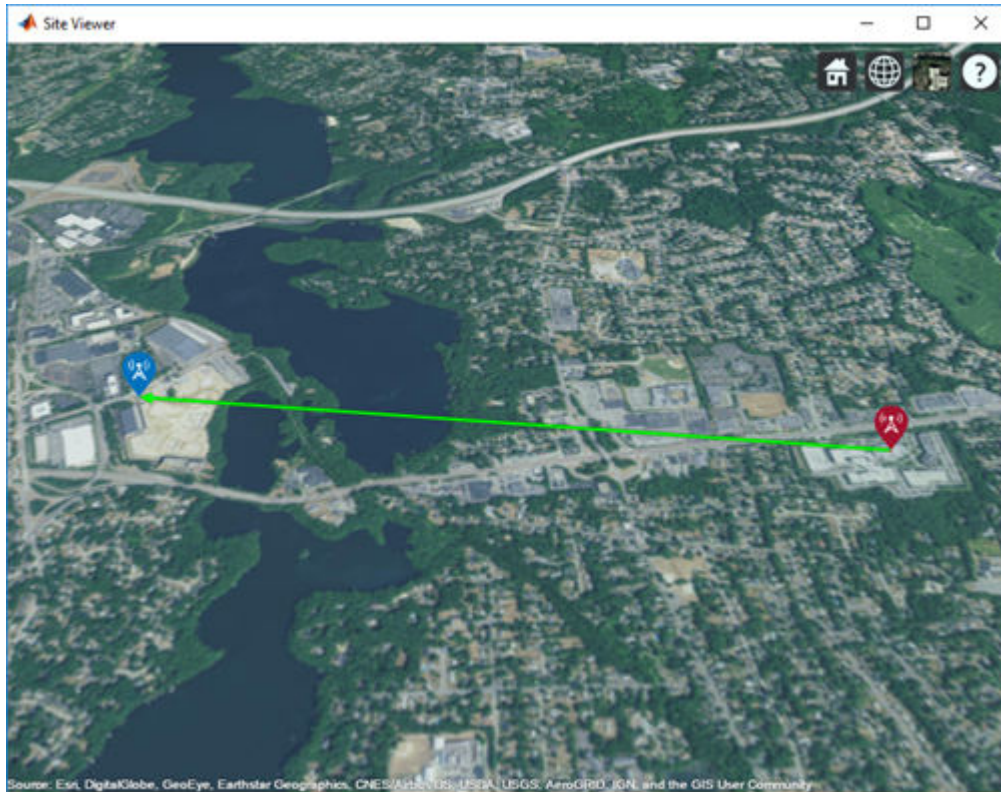 Site Viewer
?
Source: Esri, DigitalGlobe, GeoEye, Earthstar Geographics, CNES/Airbus DS, USDA, USGS, AeroGRID, IGN, and the GIS User Community